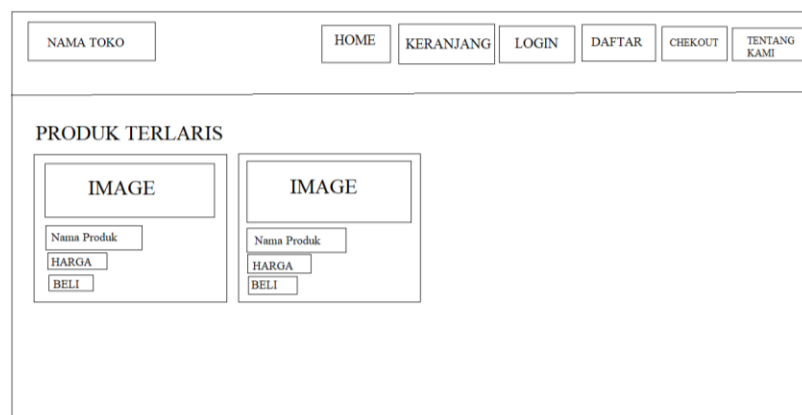 NAMA TOKO
HOME
KERANJANG
LOGIN
DAFTAR
CHEKOUT
TENTANG
KAMI
PRODUK TERLARIS
IMAGE
Nama Produk
HARGA
BELI
IMAGE
Nama Produk
HARGA
BELI